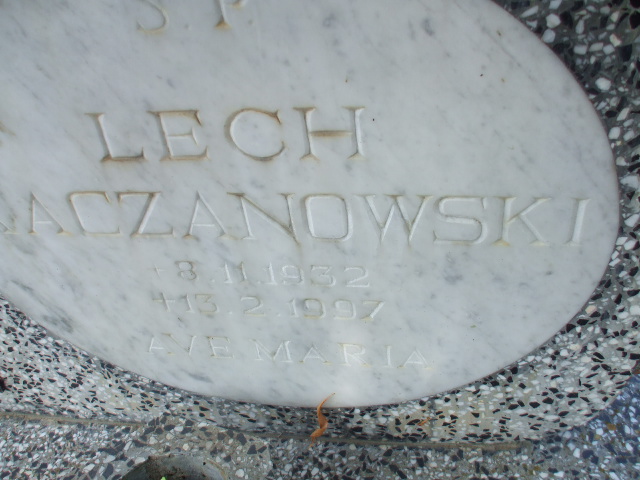 S.P.
LECH
ACZANOWSKI
* 8.11.1932
+13.2.1997
AVE MARIA